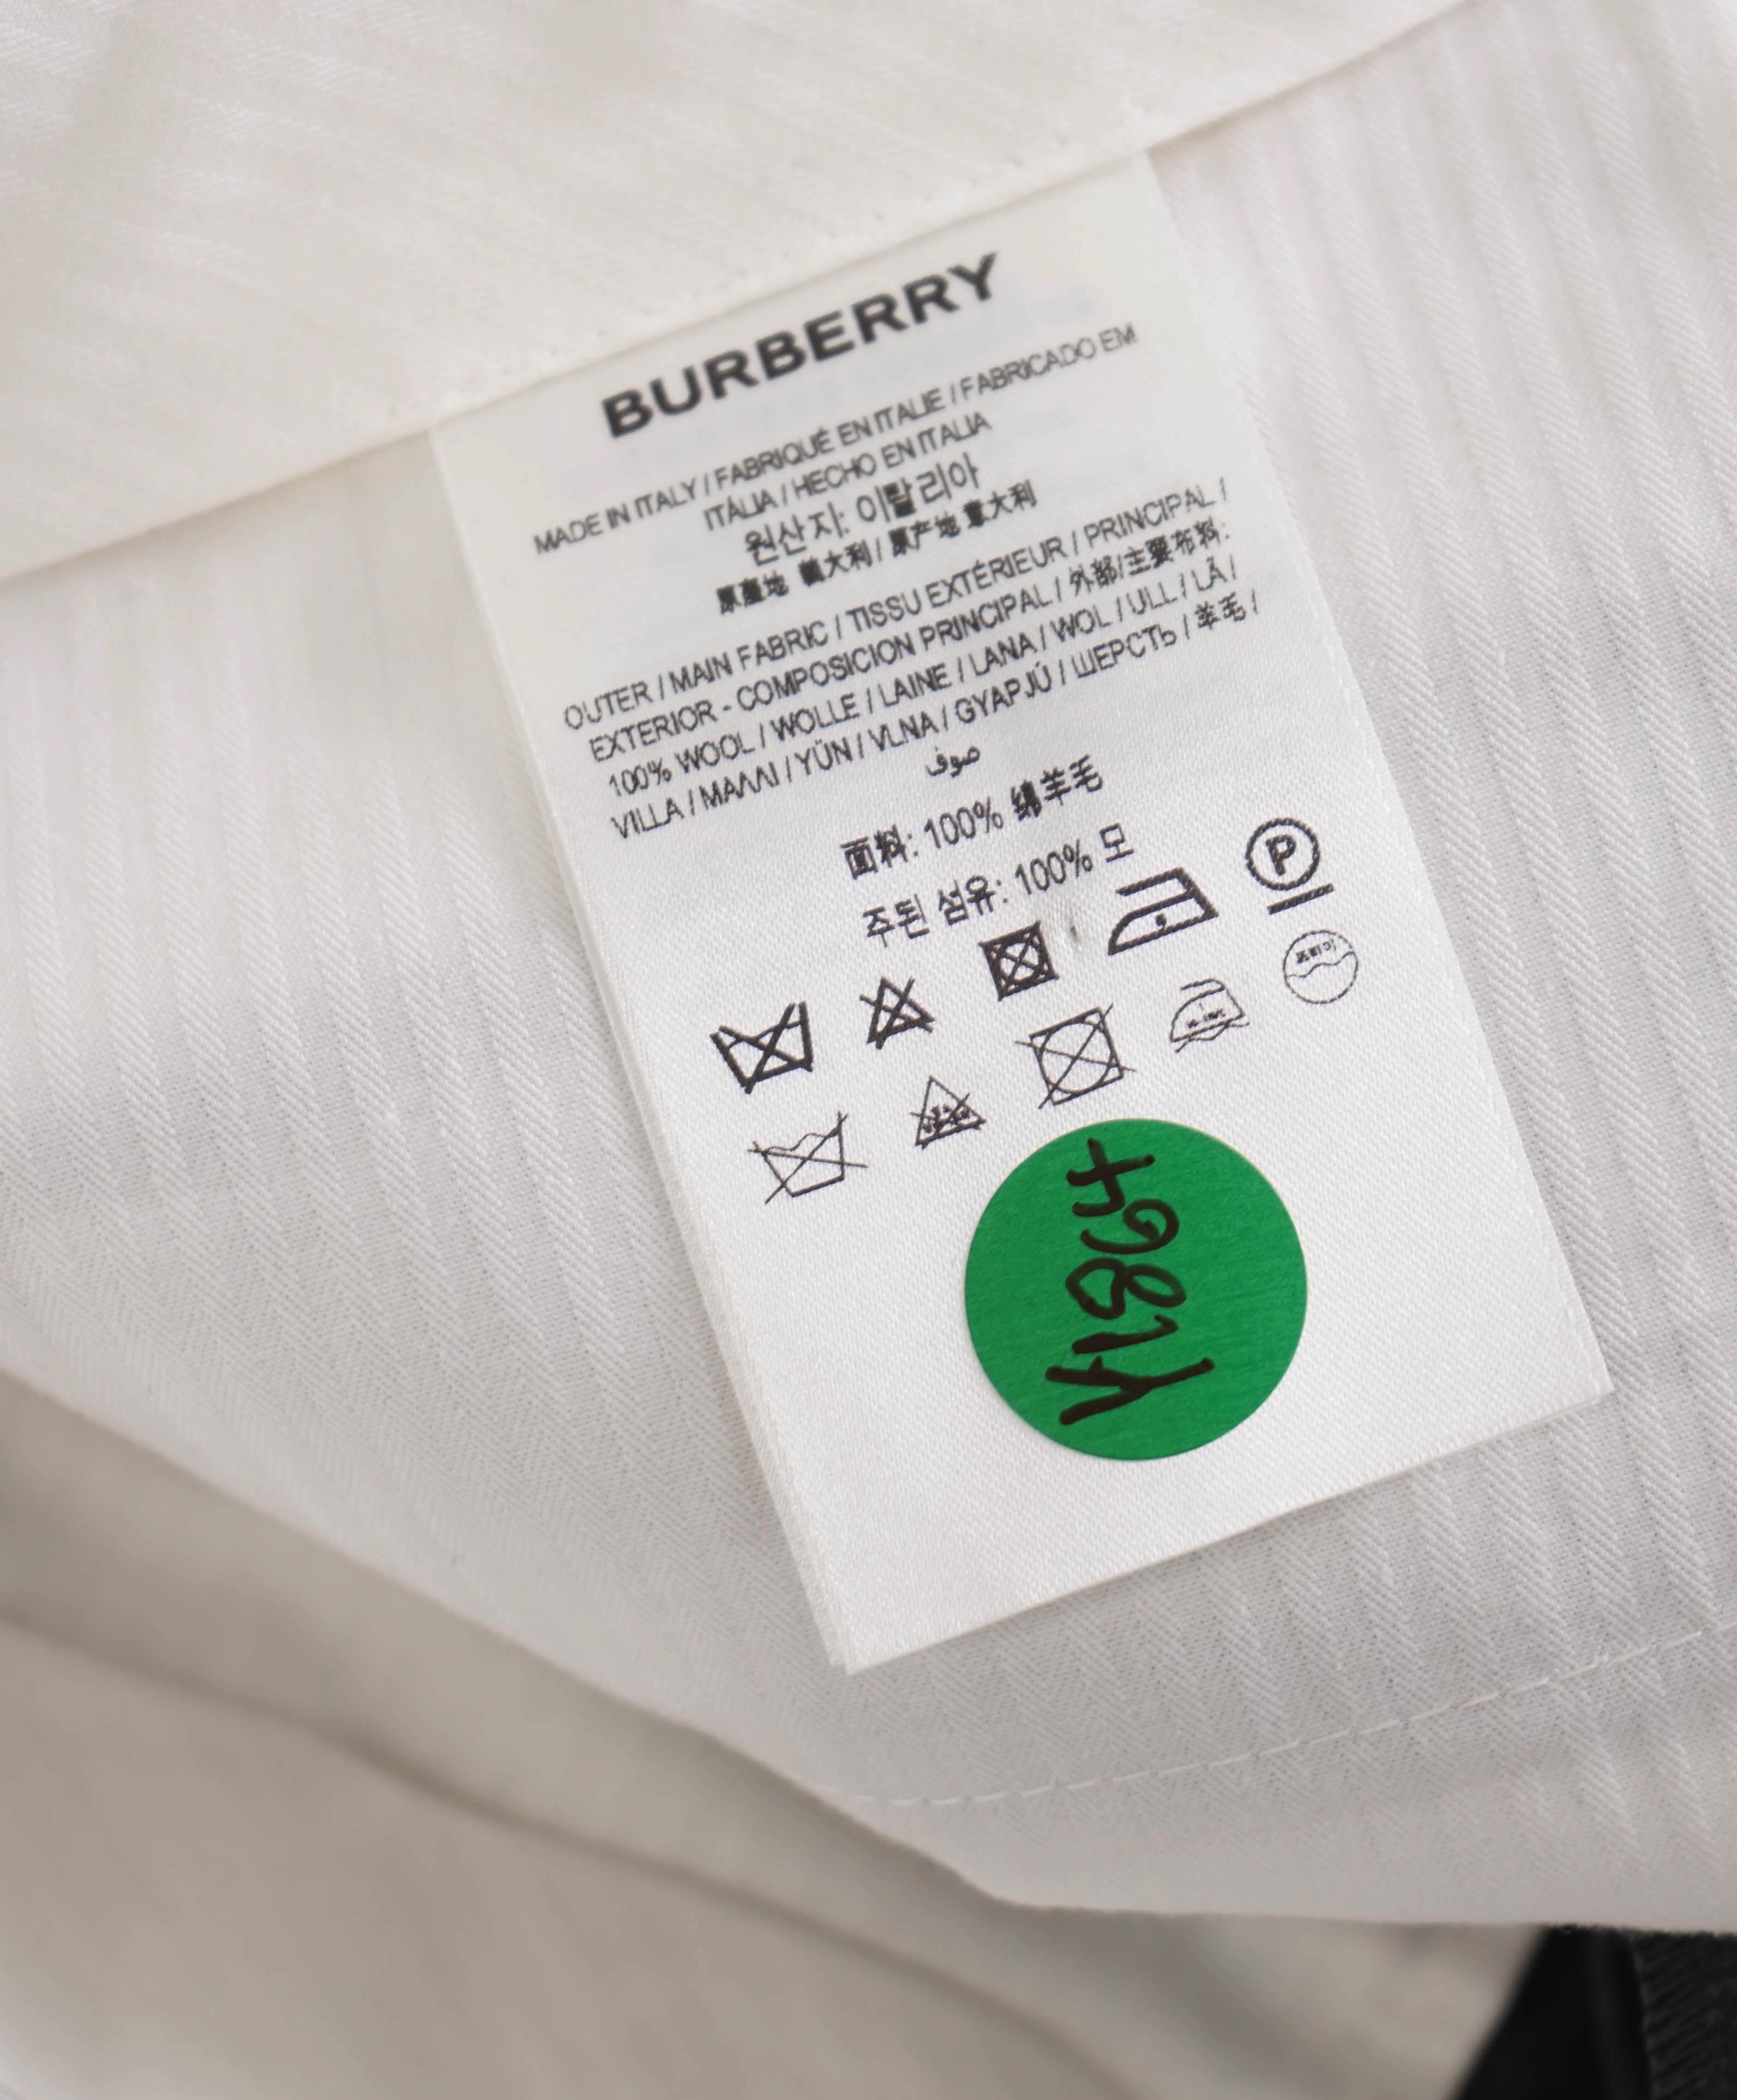 BURBERRY
MADE IN ITALY / FABRIQUÉ EN ITALIE / FABRICADO EM
ITÁLIA / HECHO EN ITALIA
원산지: 이탈리아
原產地 義大利 / 原产地 意大利
OUTER / MAIN FABRIC / TISSU EXTÉRIEUR / PRINCIPAL /
EXTERIOR - COMPOSICION PRINCIPAL / 外部/主要布料:
100% WOOL / WOLLE / LAINE / LANA / WOL / ULL / LÃ /
VILLA / ΜΑΛΛΙ / YÜN / VLNA / GYAPJÚ / ШЕРСТЬ / 羊毛 /
صوف
面料: 100% 绵羊毛
주된 섬유: 100% 모
P
Y1864